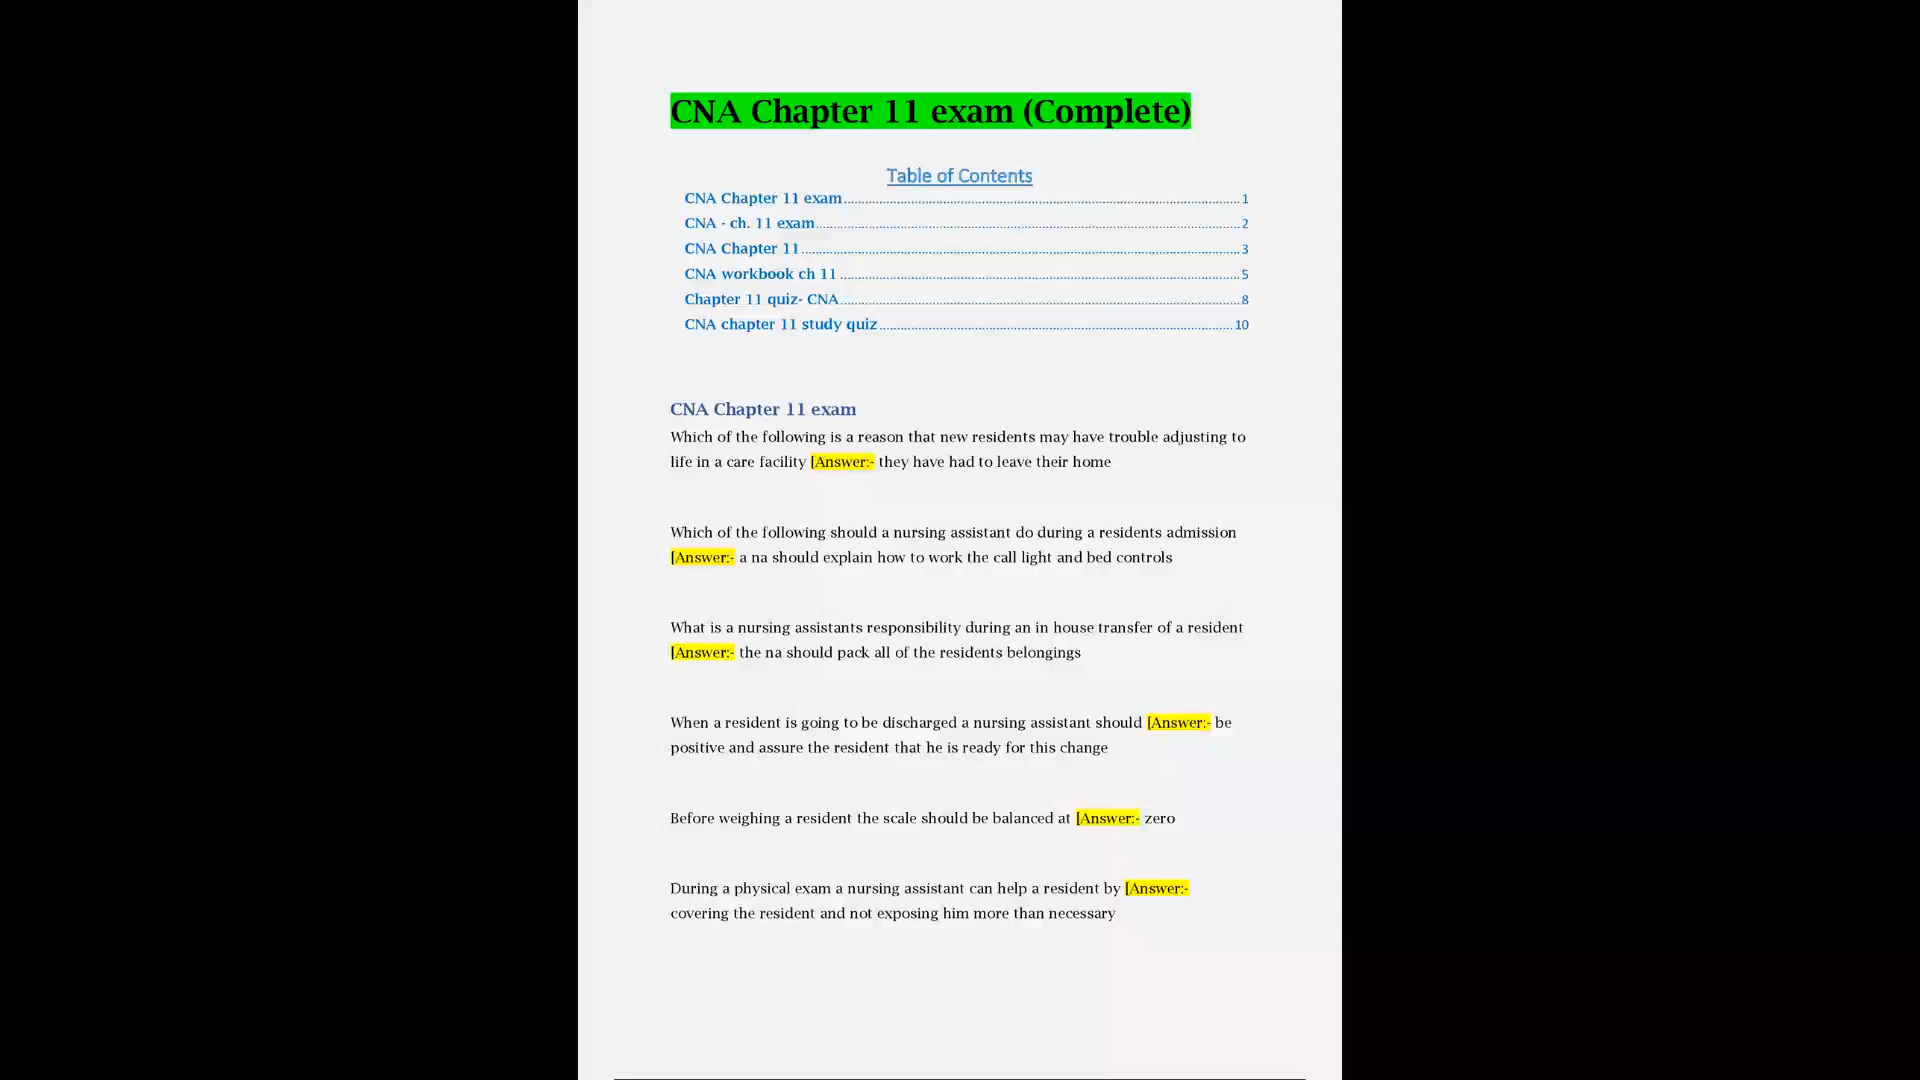 CNA Chapter 11 exam (Complete)
Table of Contents
CNA Chapter 11 exam 1
CNA - ch. 11 exam 2
CNA Chapter 11 3
CNA workbook ch 11 5
Chapter 11 quiz- CNA 8
CNA chapter 11 study quiz 10
CNA Chapter 11 exam
Which of the following is a reason that new residents may have trouble adjusting to
life in a care facility [Answer:- they have had to leave their home
Which of the following should a nursing assistant do during a residents admission
[Answer:- a na should explain how to work the call light and bed controls
What is a nursing assistants responsibility during an in house transfer of a resident
[Answer:- the na should pack all of the residents belongings
When a resident is going to be discharged a nursing assistant should [Answer:- be
positive and assure the resident that he is ready for this change
Before weighing a resident the scale should be balanced at [Answer:- zero
During a physical exam a nursing assistant can help a resident by [Answer:-
covering the resident and not exposing him more than necessary